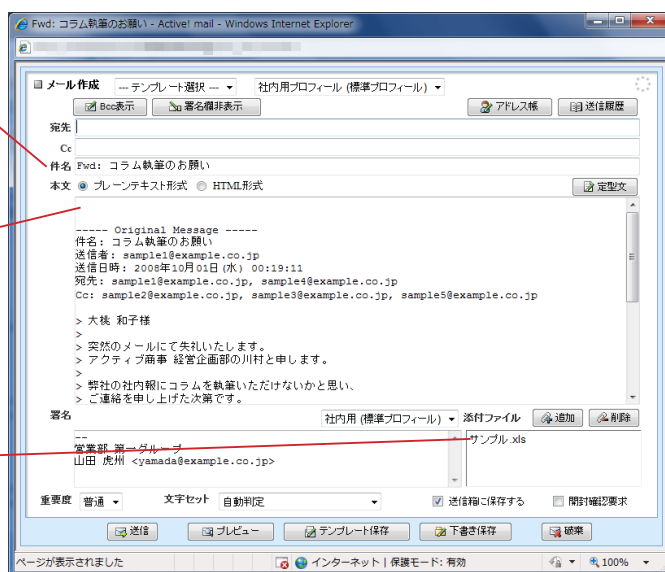 Fwd: コラム執筆のお願い - Active! mail - Windows Internet Explorer
メール作成 --- テンプレート選択 --- 社内用プロフィール (標準プロフィール)
Bcc表示 署名欄非表示 アドレス帳 送信履歴
宛先
Cc
件名 Fwd: コラム執筆のお願い
本文 プレーンテキスト形式 HTML形式 定型文
----- Original Message -----
件名: コラム執筆のお願い
送信者: sample1@example.co.jp
送信日時: 2008年10月01日(水) 00:19:11
宛先: sample1@example.co.jp, sample4@example.co.jp
Cc: sample2@example.co.jp, sample3@example.co.jp, sample5@example.co.jp
> 大桃 和子様
>
> 突然のメールにて失礼いたします。
> アクティブ商事 経営企画部の川村と申します。
>
> 弊社の社内報にコラムを執筆いただけないかと思い、
> ご連絡を申し上げた次第です。
署名 社内用 (標準プロフィール) 添付ファイル 追加 削除
--
営業部 第一グループ
山田 虎州 <yamada@example.co.jp>
サンプル.xls
重要度 普通 文字セット 自動判定 送信箱に保存する 開封確認要求
送信 プレビュー テンプレート保存 下書き保存 破棄
ページが表示されました インターネット | 保護モード: 有効 100%